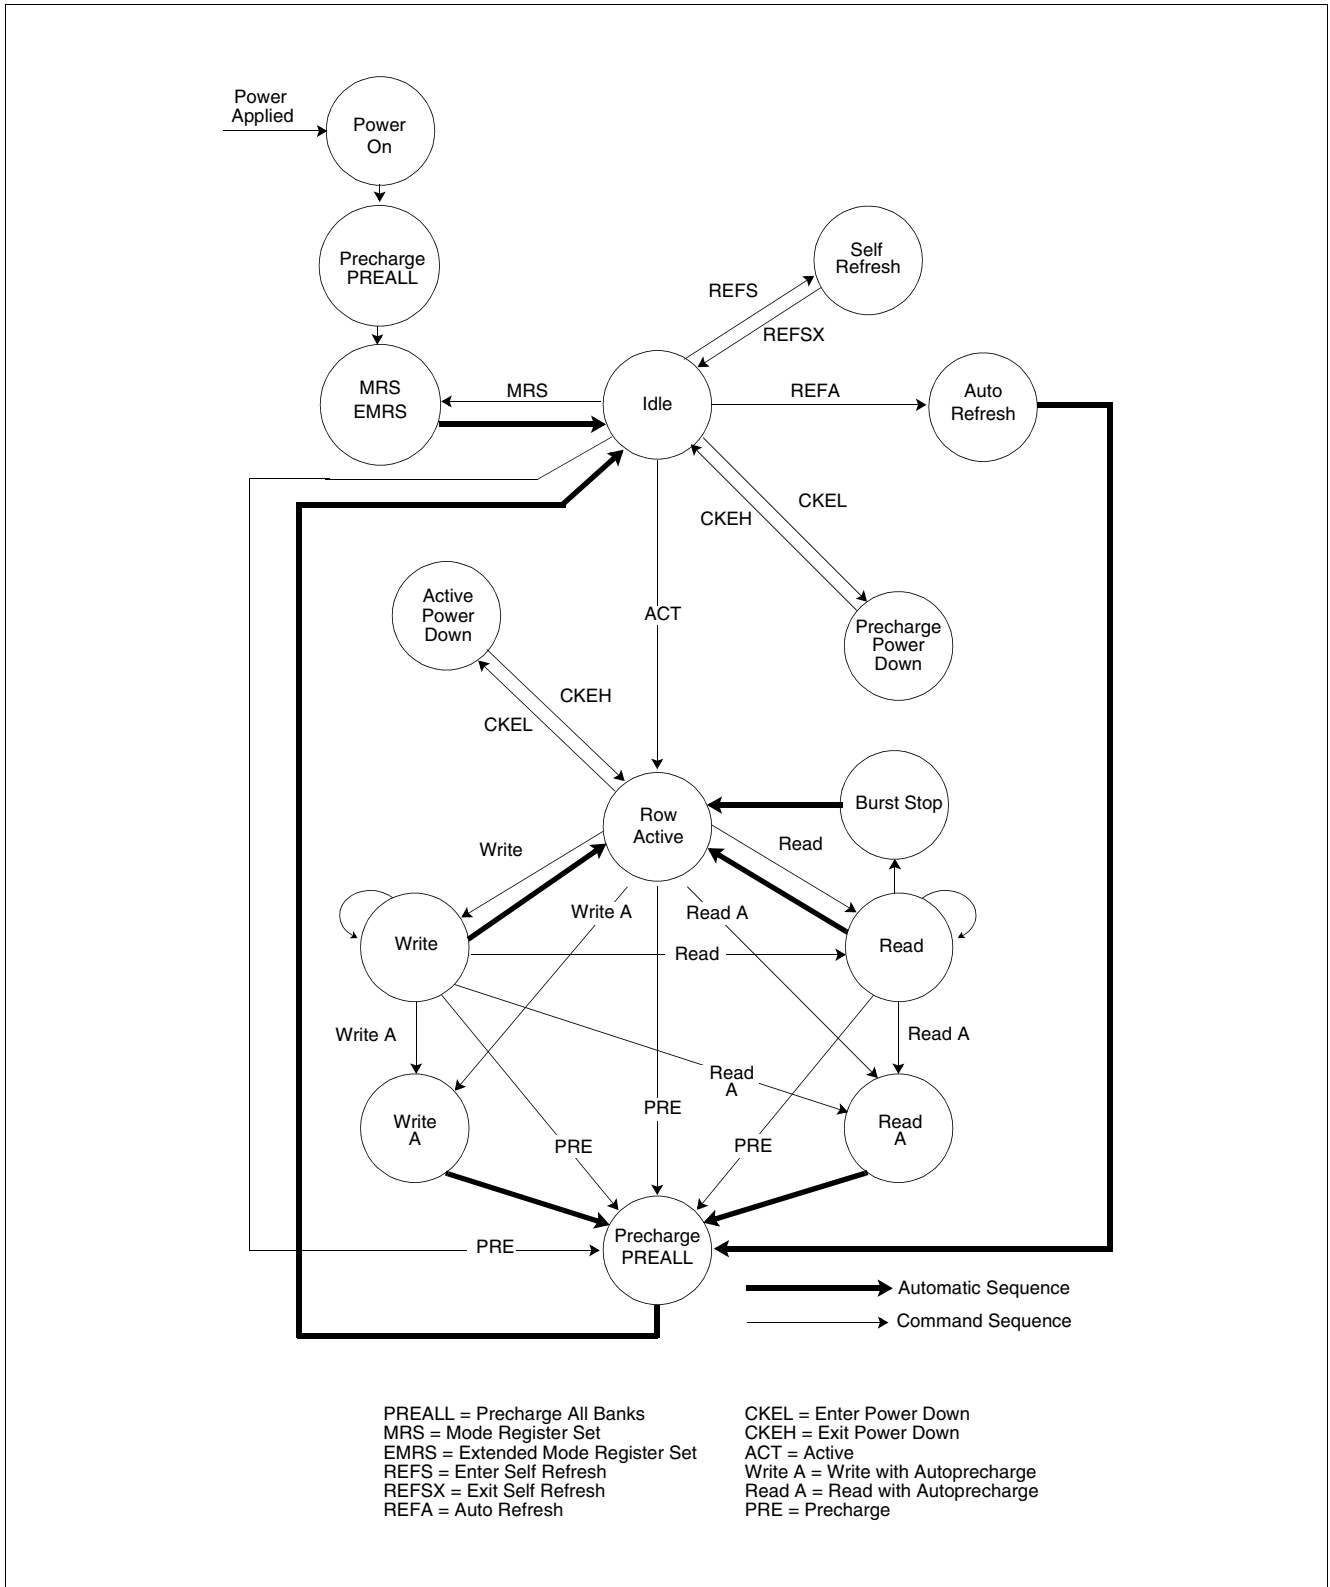 Power
Applied
Power
On
Precharge
PREALL
Self
Refresh
REFS
REFSX
MRS
EMRS
MRS
Idle
REFA
Auto
Refresh
CKEL
CKEH
Active
Power
Down
ACT
Precharge
Power
Down
CKEH
CKEL
Burst Stop
Row
Active
Write
Read
Write A
Read A
Write
Read
Read
Write A
Read A
Read
A
PRE
Write
A
Read
A
PRE
PRE
Precharge
PREALL
PRE
Automatic Sequence
Command Sequence
PREALL = Precharge All Banks
MRS = Mode Register Set
EMRS = Extended Mode Register Set
REFS = Enter Self Refresh
REFSX = Exit Self Refresh
REFA = Auto Refresh
CKEL = Enter Power Down
CKEH = Exit Power Down
ACT = Active
Write A = Write with Autoprecharge
Read A = Read with Autoprecharge
PRE = Precharge